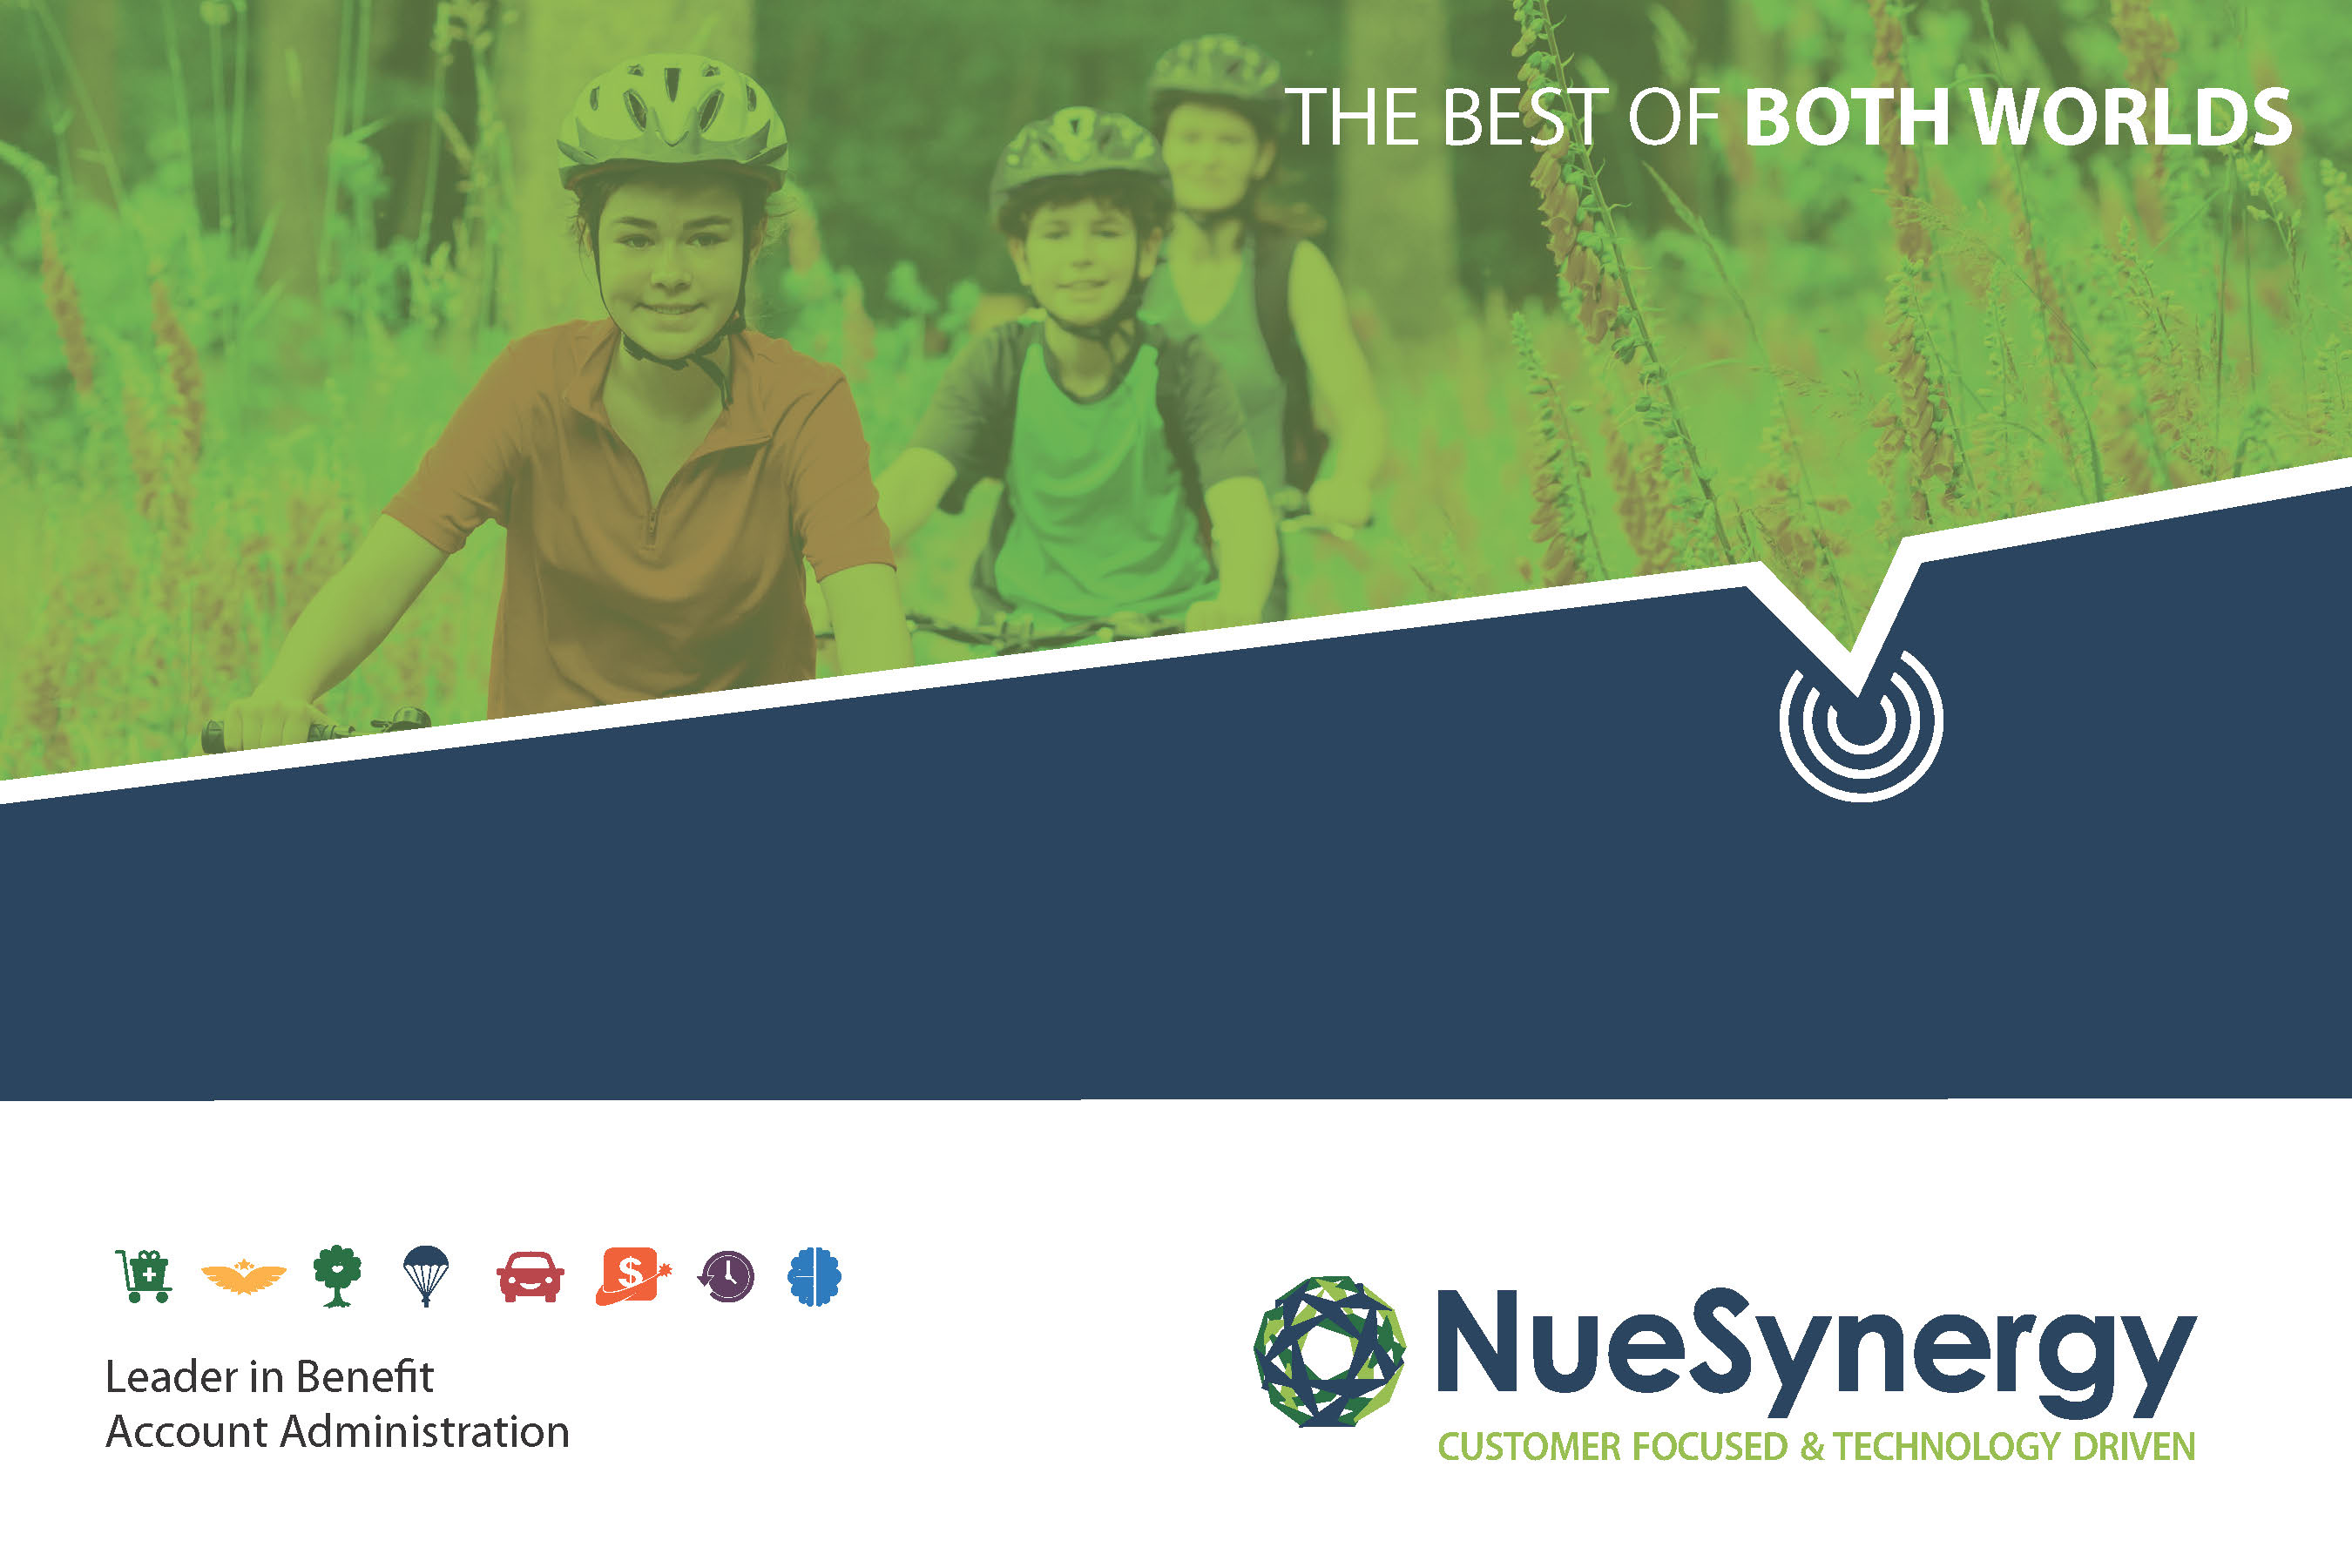 THE BEST OF BOTH WORLDS
$
Leader in Benefit
Account Administration
NueSynergy
CUSTOMER FOCUSED & TECHNOLOGY DRIVEN